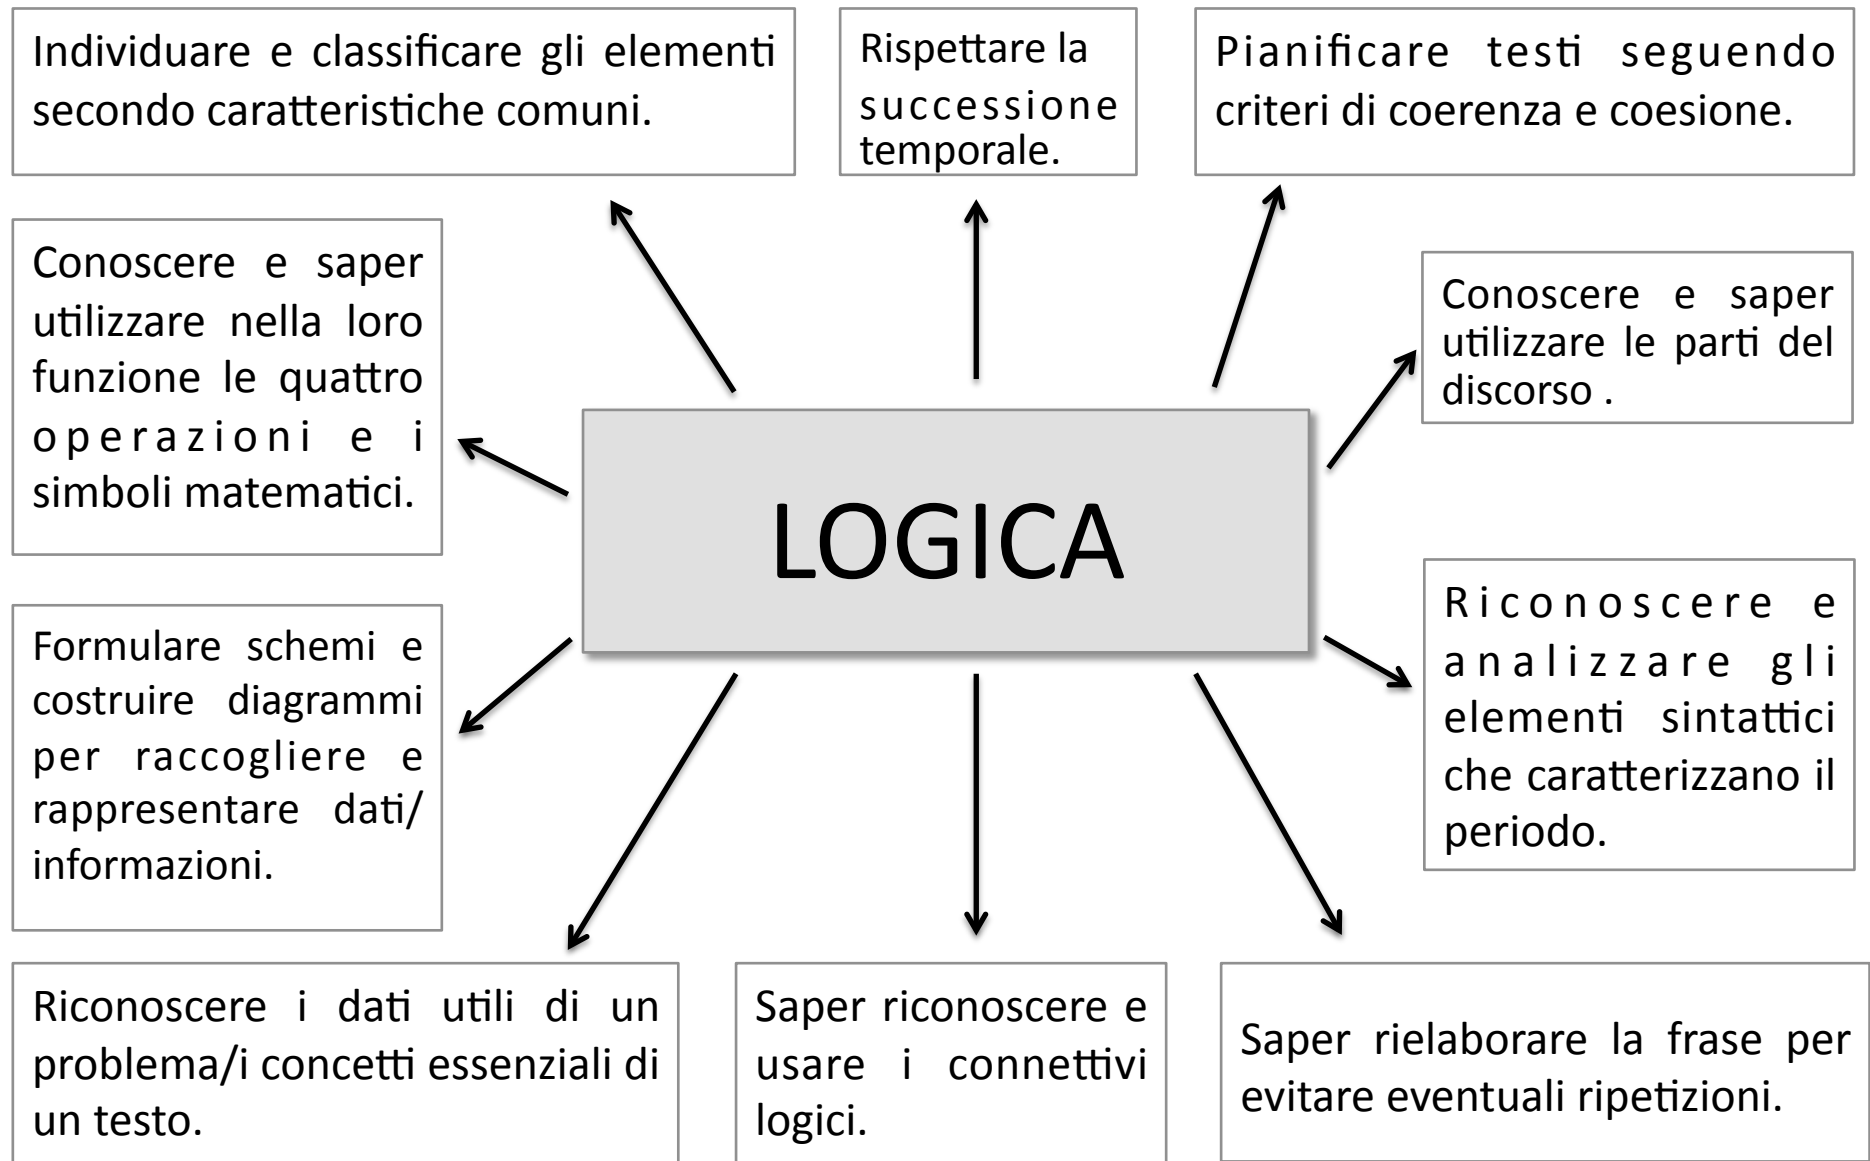 Individuare e classificare gli elementi
secondo caratteristiche comuni.
Rispettare la
successione
temporale.
Pianificare testi seguendo
criteri di coerenza e coesione.
Conoscere e saper
utilizzare nella loro
funzione le quattro
operazioni e i
simboli matematici.
Conoscere e saper
utilizzare le parti del
discorso .
LOGICA
Formulare schemi e
costruire diagrammi
per raccogliere e
rappresentare dati/
informazioni.
Riconoscere e
analizzare gli
elementi sintattici
che caratterizzano il
periodo.
Riconoscere i dati utili di un
problema/i concetti essenziali di
un testo.
Saper riconoscere e
usare i connettivi
logici.
Saper rielaborare la frase per
evitare eventuali ripetizioni.